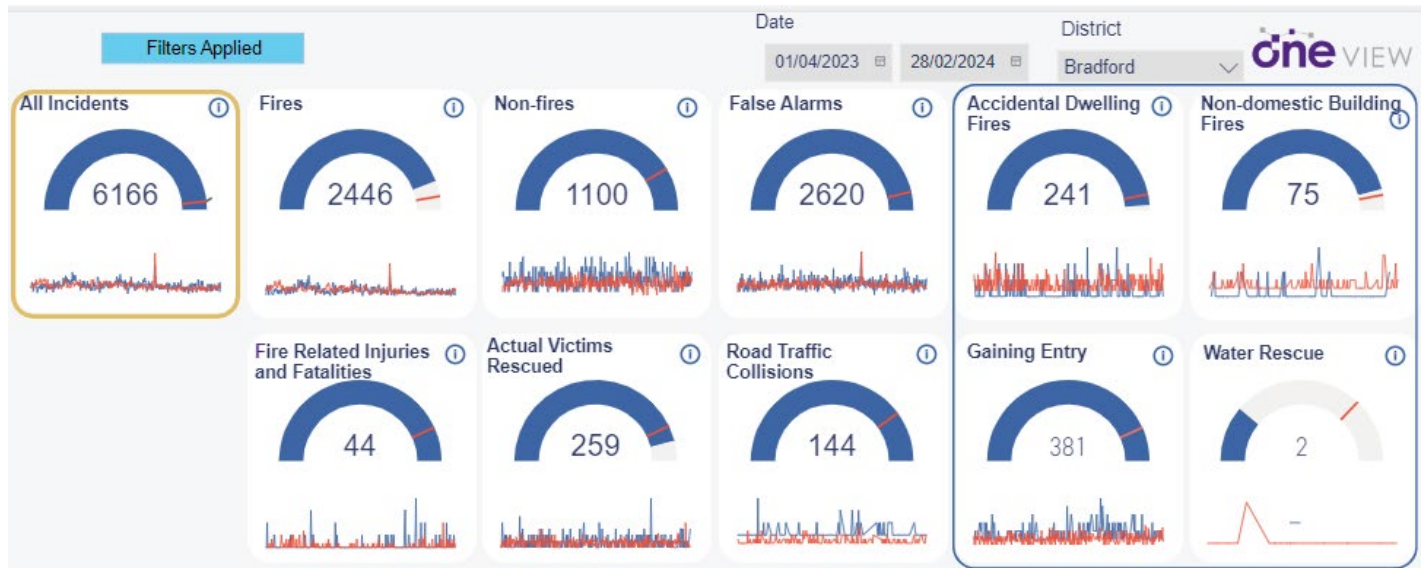 Filters Applied
Date
01/04/2023
28/02/2024
District
Bradford
one VIEW
All Incidents
6166
Fires
2446
Non-fires
1100
False Alarms
2620
Accidental Dwelling
Fires
241
Non-domestic Building
Fires
75
Fire Related Injuries
and Fatalities
44
Actual Victims
Rescued
259
Road Traffic
Collisions
144
Gaining Entry
381
Water Rescue
2